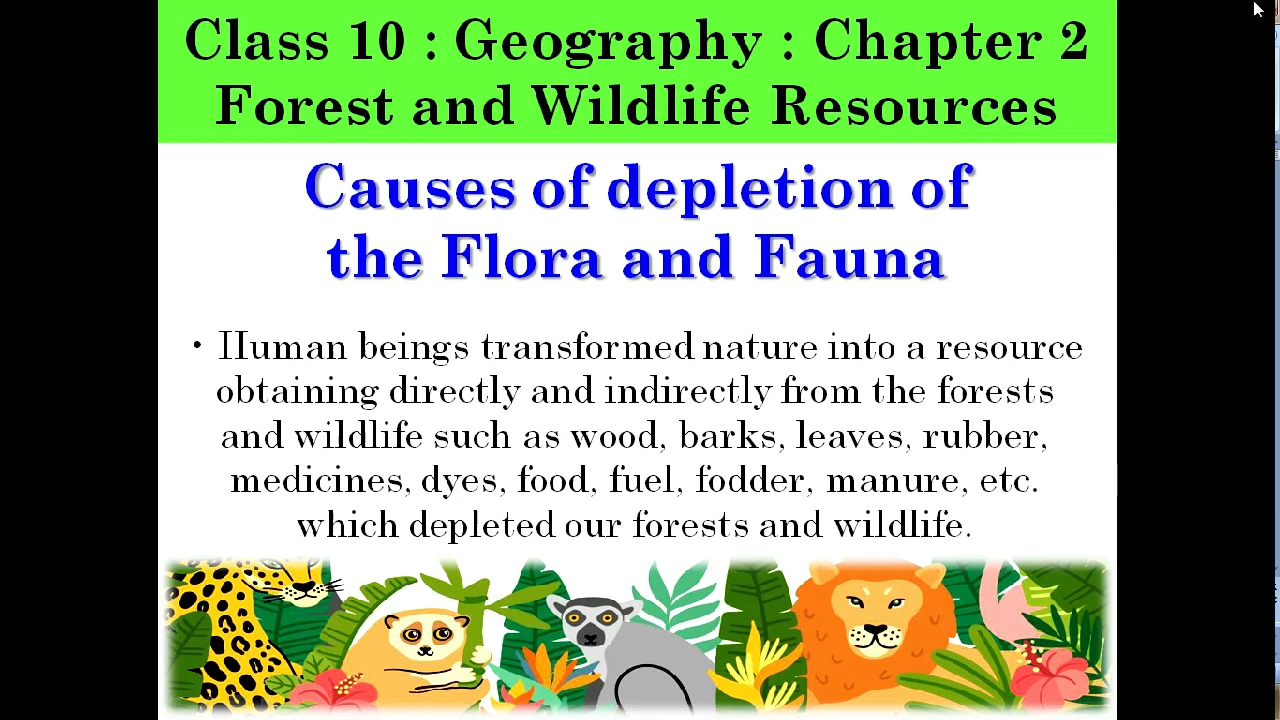 Class 10 : Geography : Chapter 2
Forest and Wildlife Resources
Causes of depletion of
the Flora and Fauna
• Human beings transformed nature into a resource
obtaining directly and indirectly from the forests
and wildlife such as wood, barks, leaves, rubber,
medicines, dyes, food, fuel, fodder, manure, etc.
which depleted our forests and wildlife.